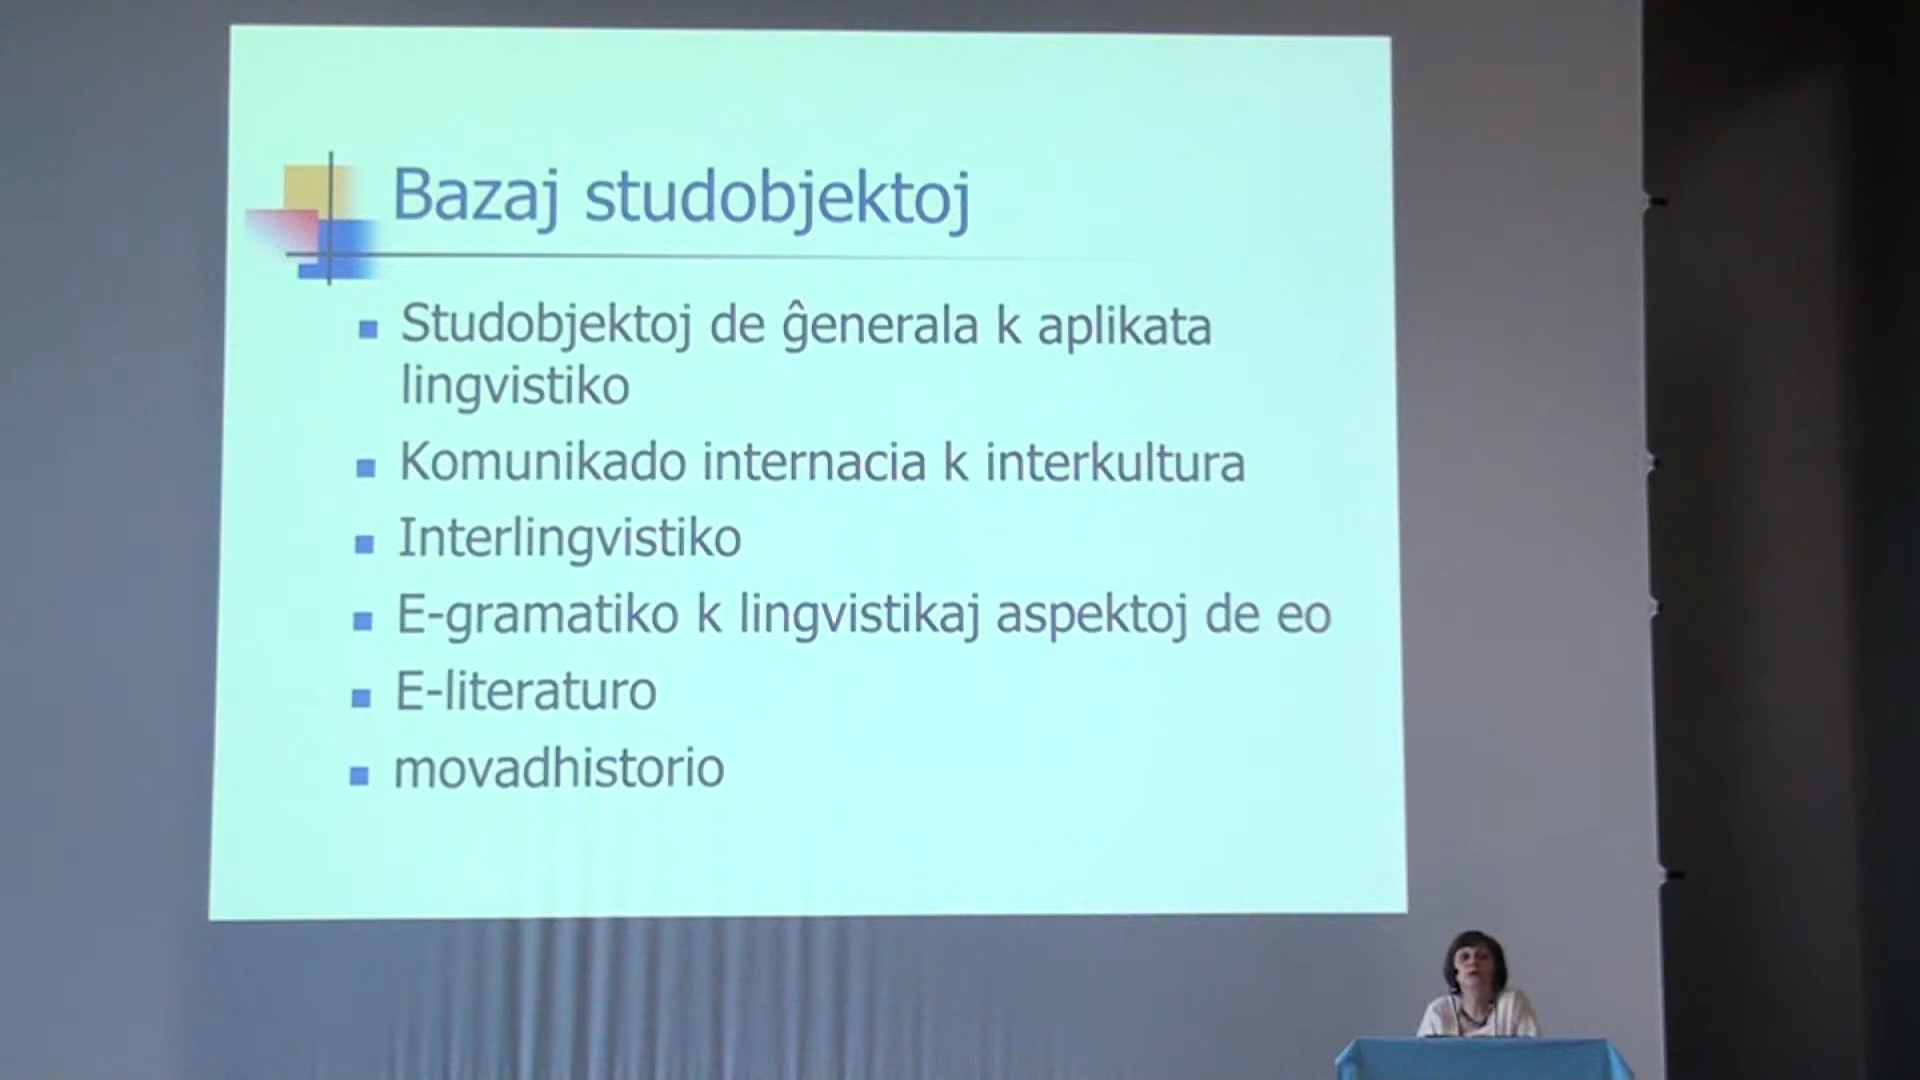 Bazaj studobjektoj
Studobjektoj de ĝenerala k aplikata
lingvistiko
Komunikado internacia k interkultura
Interlingvistiko
E-gramatiko k lingvistikaj aspektoj de eo
E-literaturo
movadhistorio